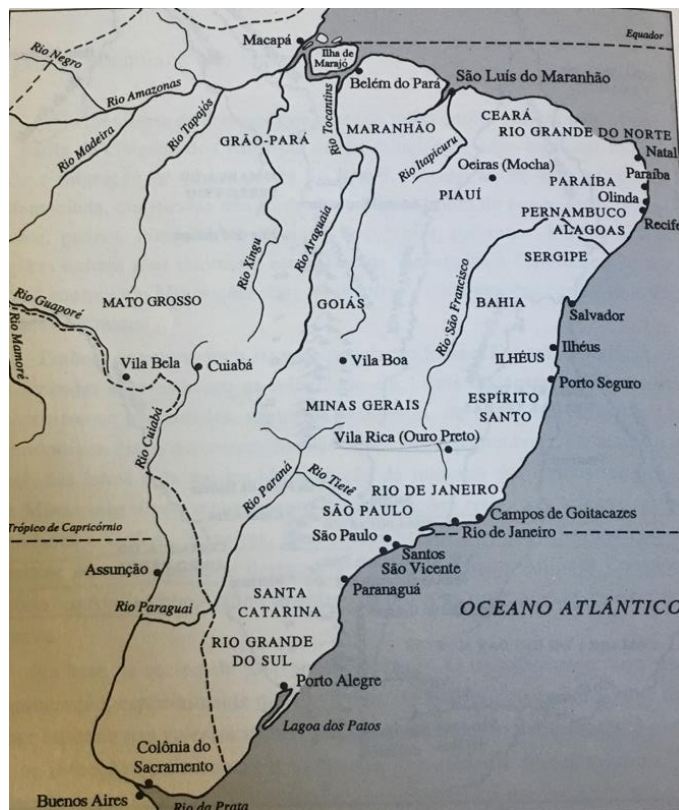 Equador
Macapá
Ilha de
Marajó
Rio Negro
Belém do Pará
São Luís do Maranhão
Rio Amazonas
CEARÁ
Rio Tapajós
Rio Tocantins
MARANHÃO
RIO GRANDE DO NORTE
Rio Madeira
GRÃO-PARÁ
Rio Itapicuru
Natal
Oeiras (Mocha)
Paraíba
PIAUÍ
PARAÍBA
Olinda
PERNAMBUCO
Recife
ALAGOAS
Rio Xingu
Rio Araguaia
SERGIPE
Rio São Francisco
MATO GROSSO
GOIÁS
BAHIA
Rio Guaporé
Salvador
Rio Mamoré
Vila Bela
Cuiabá
Vila Boa
ILHÉUS
Ilhéus
Porto Seguro
ESPÍRITO
SANTO
MINAS GERAIS
Rio Cuiabá
Vila Rica (Ouro Preto)
Rio Paraná
Rio Tietê
RIO DE JANEIRO
SÃO PAULO
Campos de Goitacazes
Trópico de Capricórnio
São Paulo
Rio de Janeiro
Santos
São Vicente
Assunção
Paranaguá
SANTA
CATARINA
Rio Paraguai
OCEANO ATLÂNTICO
RIO GRANDE
DO SUL
Porto Alegre
Lagoa dos Patos
Colônia do
Sacramento
Buenos Aires
Rio da Prata